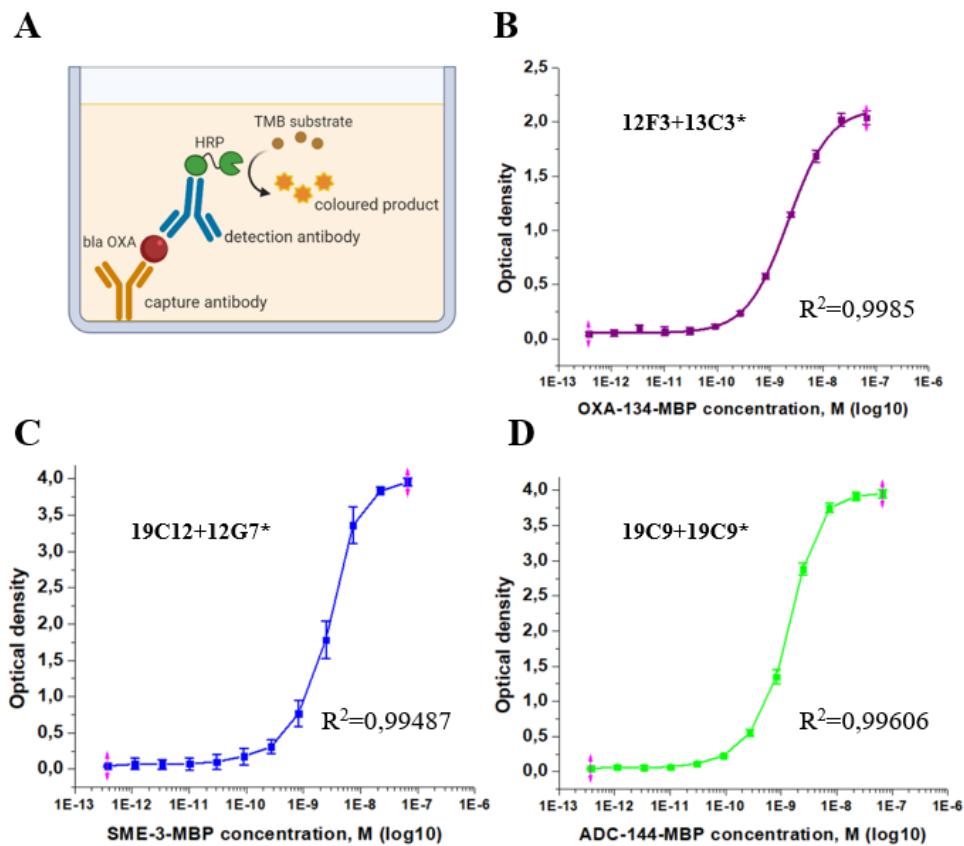 A
TMB substrate
HRP
coloured product
bla OXA
detection antibody
capture antibody
B
2,5
2,0
1,5
1,0
0,5
0,0
Optical density
12F3+13C3*
R²=0,9985
1E-13 1E-12 1E-11 1E-10 1E-9 1E-8 1E-7 1E-6
OXA-134-MBP concentration, M (log10)
C
4,0
3,5
3,0
2,5
2,0
1,5
1,0
0,5
0,0
Optical density
19C12+12G7*
R²=0,99487
1E-13 1E-12 1E-11 1E-10 1E-9 1E-8 1E-7 1E-6
SME-3-MBP concentration, M (log10)
D
4,0
3,5
3,0
2,5
2,0
1,5
1,0
0,5
0,0
Optical density
19C9+19C9*
R²=0,99606
1E-13 1E-12 1E-11 1E-10 1E-9 1E-8 1E-7 1E-6
ADC-144-MBP concentration, M (log10)